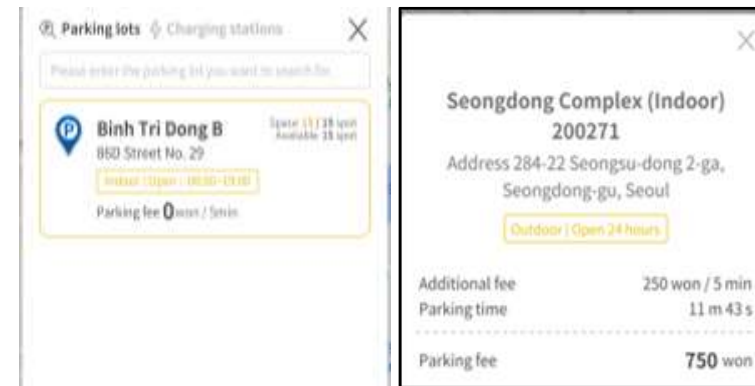 Parking lots Charging stations
Please enter the parking lot you want to search for.
Binh Tri Dong B
860 Street No. 29
Parking fee 0 won / 5min
Seongdong Complex (Indoor)
200271
Address 284-22 Seongsu-dong 2-ga,
Seongdong-gu, Seoul
Outdoor | Open 24 hours
Additional fee 250 won / 5 min
Parking time 11 m 43 s
Parking fee 750 won